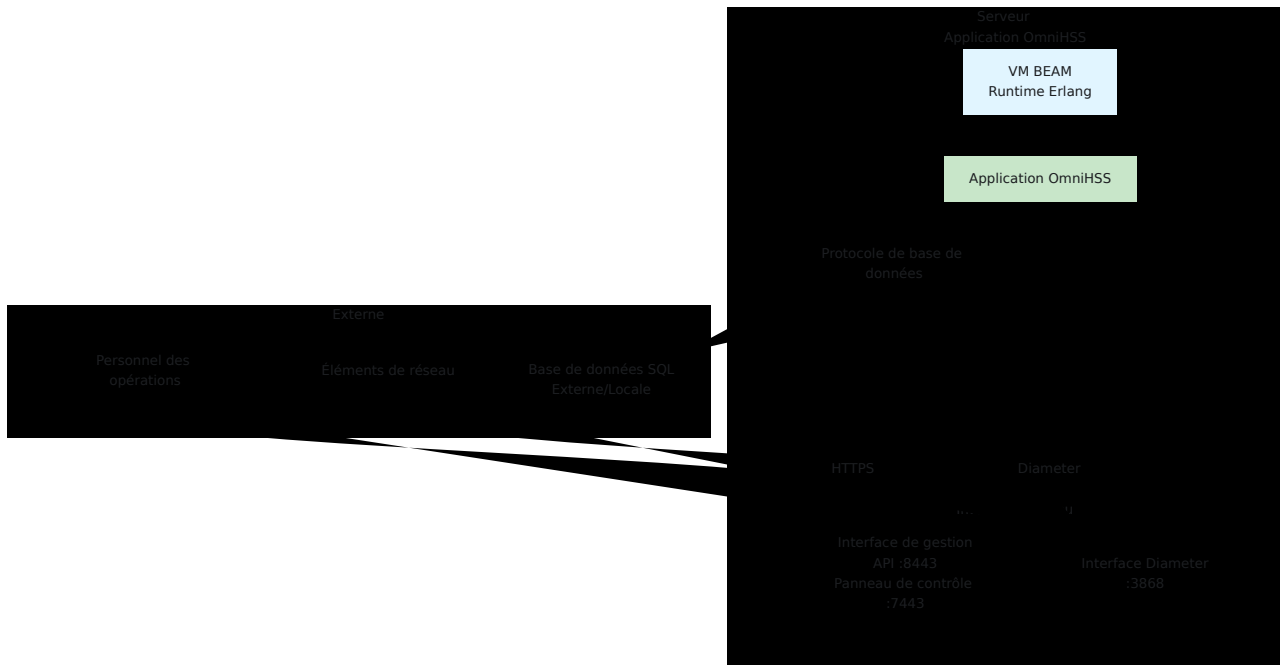 Serveur
Application OmniHSS
VM BEAM
Runtime Erlang
Application OmniHSS
Protocole de base de
données
Externe
Personnel des
opérations
Éléments de réseau
Base de données SQL
Externe/Locale
HTTPS
Diameter
Interface de gestion
API :8443
Panneau de contrôle
:7443
Interface Diameter
:3868